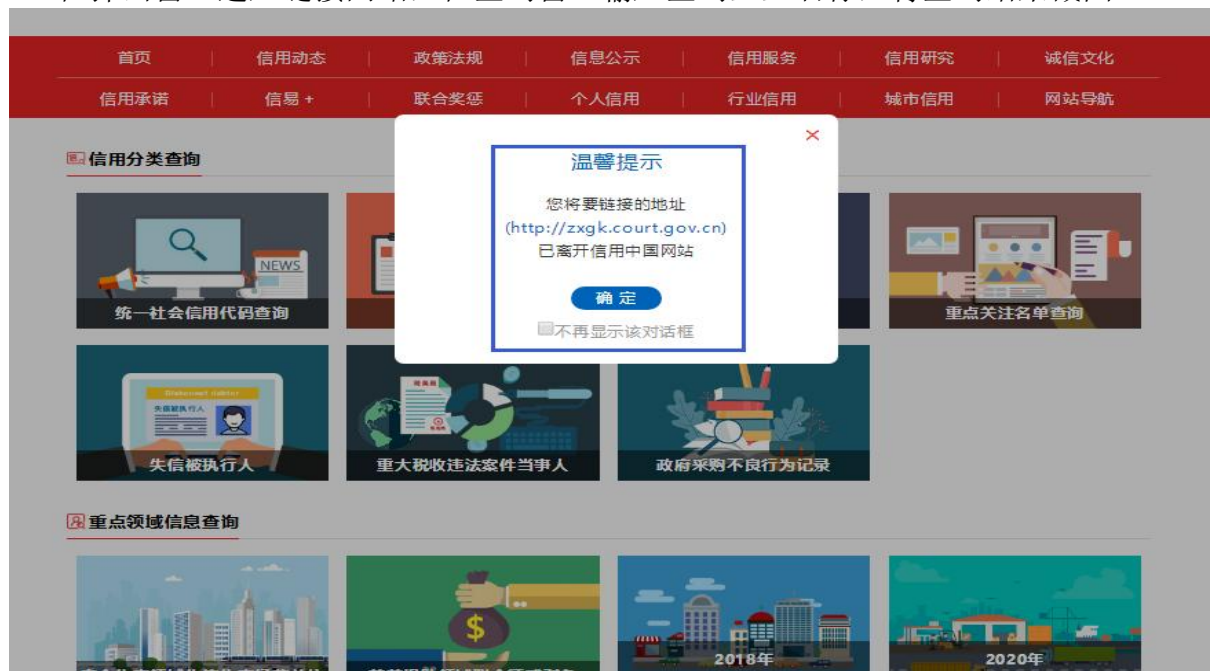 首页 信用动态 政策法规 信息公示 信用服务 信用研究 诚信文化
信用承诺 信易+ 联合奖惩 个人信用 行业信用 城市信用 网站导航
×
信用分类查询
温馨提示
您将要链接的地址
(http://zxgk.court.gov.cn)
已离开信用中国网站
确 定
不再显示该对话框
NEWS
统一社会信用代码查询
重点关注名单查询
Dishonest debtor
失信被执行人
失信被执行人
重大税收违法案件当事人
政府采购不良行为记录
重点领域信息查询
$
2018年
2020年